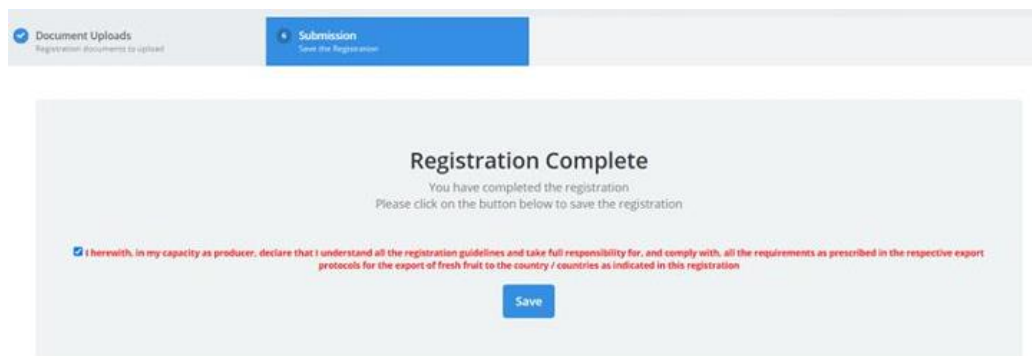 Document Uploads
Registration documents to upload
6
Submission
Save the Registration
Registration Complete
You have completed the registration
Please click on the button below to save the registration
I herewith, in my capacity as producer, declare that I understand all the registration guidelines and take full responsibility for, and comply with, all the requirements as prescribed in the respective export
protocols for the export of fresh fruit to the country / countries as indicated in this registration
Save